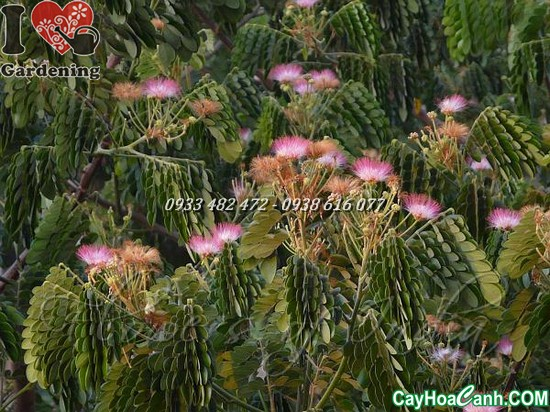 I
Gardening
0933 482 472 - 0938 616 077
CayHoaCanh.COM